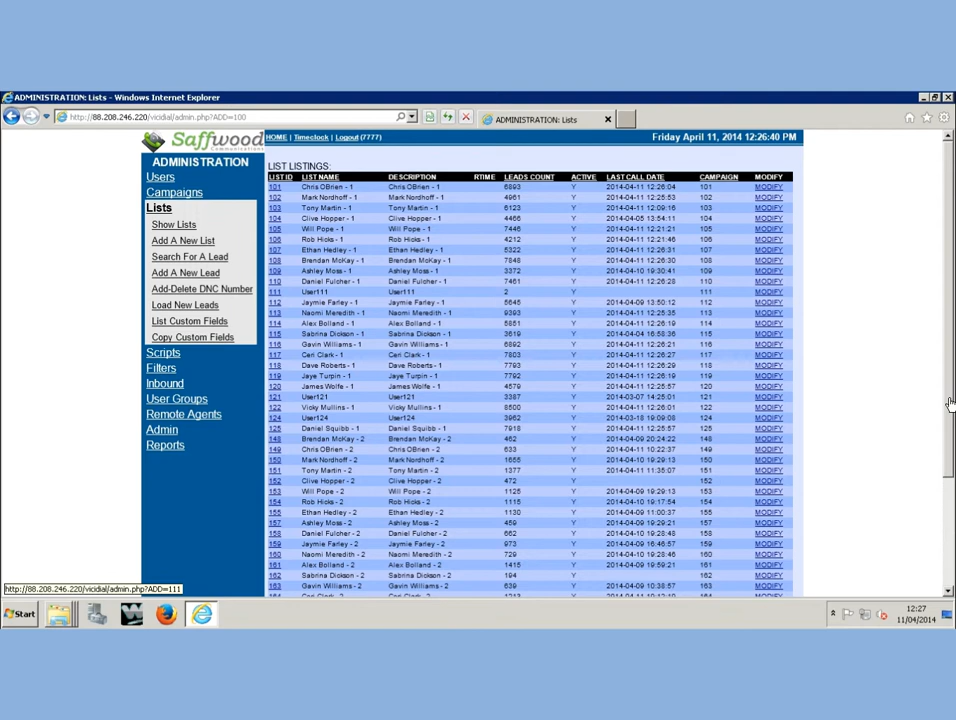 ADMINISTRATION: Lists - Windows Internet Explorer
http://88.208.246.220/vicidial/admin.php?ADD=100
ADMINISTRATION: Lists
Saffwood
Communications
HOME | Timeclock | Logout (7777)
Friday April 11, 2014 12:26:40 PM
ADMINISTRATION
Users
Campaigns
Lists
Show Lists
Add A New List
Search For A Lead
Add A New Lead
Add-Delete DNC Number
Load New Leads
List Custom Fields
Copy Custom Fields
Scripts
Filters
Inbound
User Groups
Remote Agents
Admin
Reports
LIST LISTINGS:
LIST ID LIST NAME DESCRIPTION RTIME LEADS COUNT ACTIVE LAST CALL DATE CAMPAIGN MODIFY
101 Chris OBrien - 1 Chris OBrien - 1 6893 Y 2014-04-11 12:26:04 101 MODIFY
102 Mark Nordhoff - 1 Mark Nordhoff - 1 4961 Y 2014-04-11 12:25:53 102 MODIFY
103 Tony Martin - 1 Tony Martin - 1 6123 Y 2014-04-11 12:09:16 103 MODIFY
104 Clive Hopper - 1 Clive Hopper - 1 4466 Y 2014-04-05 13:54:11 104 MODIFY
105 Will Pope - 1 Will Pope - 1 7446 Y 2014-04-11 12:21:21 105 MODIFY
106 Rob Hicks - 1 Rob Hicks - 1 4212 Y 2014-04-11 12:21:46 106 MODIFY
107 Ethan Hedley - 1 Ethan Hedley - 1 5322 Y 2014-04-11 12:26:31 107 MODIFY
108 Brendan McKay - 1 Brendan McKay - 1 7848 Y 2014-04-11 12:26:30 108 MODIFY
109 Ashley Moss - 1 Ashley Moss - 1 3372 Y 2014-04-10 19:30:41 109 MODIFY
110 Daniel Fulcher - 1 Daniel Fulcher - 1 7461 Y 2014-04-11 12:26:28 110 MODIFY
111 User111 User111 2 Y 111 MODIFY
112 Jaymie Farley - 1 Jaymie Farley - 1 5645 Y 2014-04-09 13:50:12 112 MODIFY
113 Naomi Meredith - 1 Naomi Meredith - 1 9393 Y 2014-04-11 12:25:35 113 MODIFY
114 Alex Bolland - 1 Alex Bolland - 1 5851 Y 2014-04-11 12:26:19 114 MODIFY
115 Sabrina Dickson - 1 Sabrina Dickson - 1 3619 Y 2014-04-04 16:58:36 115 MODIFY
116 Gavin Williams - 1 Gavin Williams - 1 6892 Y 2014-04-11 12:26:21 116 MODIFY
117 Ceri Clark - 1 Ceri Clark - 1 7803 Y 2014-04-11 12:26:27 117 MODIFY
118 Dave Roberts - 1 Dave Roberts - 1 7793 Y 2014-04-11 12:26:29 118 MODIFY
119 Jaye Turpin - 1 Jaye Turpin - 1 7792 Y 2014-04-11 12:26:19 119 MODIFY
120 James Wolfe - 1 James Wolfe - 1 4579 Y 2014-04-11 12:25:57 120 MODIFY
121 User121 User121 3387 Y 2014-03-07 14:25:01 121 MODIFY
122 Vicky Mullins - 1 Vicky Mullins - 1 8500 Y 2014-04-11 12:26:01 122 MODIFY
124 User124 User124 3962 Y 2014-03-18 19:09:08 124 MODIFY
125 Daniel Squibb - 1 Daniel Squibb - 1 7918 Y 2014-04-11 12:25:57 125 MODIFY
148 Brendan McKay - 2 Brendan McKay - 2 462 Y 2014-04-09 20:24:22 148 MODIFY
149 Chris OBrien - 2 Chris OBrien - 2 633 Y 2014-04-11 10:22:37 149 MODIFY
150 Mark Nordhoff - 2 Mark Nordhoff - 2 1655 Y 2014-04-10 19:29:13 150 MODIFY
151 Tony Martin - 2 Tony Martin - 2 1377 Y 2014-04-11 11:35:07 151 MODIFY
152 Clive Hopper - 2 Clive Hopper - 2 472 Y 152 MODIFY
153 Will Pope - 2 Will Pope - 2 1125 Y 2014-04-09 19:29:13 153 MODIFY
154 Rob Hicks - 2 Rob Hicks - 2 1115 Y 2014-04-10 19:17:54 154 MODIFY
155 Ethan Hedley - 2 Ethan Hedley - 2 1130 Y 2014-04-09 11:00:37 155 MODIFY
157 Ashley Moss - 2 Ashley Moss - 2 459 Y 2014-04-09 19:29:21 157 MODIFY
158 Daniel Fulcher - 2 Daniel Fulcher - 2 662 Y 2014-04-10 19:28:48 158 MODIFY
159 Jaymie Farley - 2 Jaymie Farley - 2 973 Y 2014-04-09 16:46:57 159 MODIFY
160 Naomi Meredith - 2 Naomi Meredith - 2 729 Y 2014-04-10 19:28:46 160 MODIFY
161 Alex Bolland - 2 Alex Bolland - 2 1415 Y 2014-04-09 19:59:21 161 MODIFY
162 Sabrina Dickson - 2 Sabrina Dickson - 2 194 Y 162 MODIFY
163 Gavin Williams - 2 Gavin Williams - 2 639 Y 2014-04-09 10:38:57 163 MODIFY
http://88.208.246.220/vicidial/admin.php?ADD=111
Start
12:27
11/04/2014